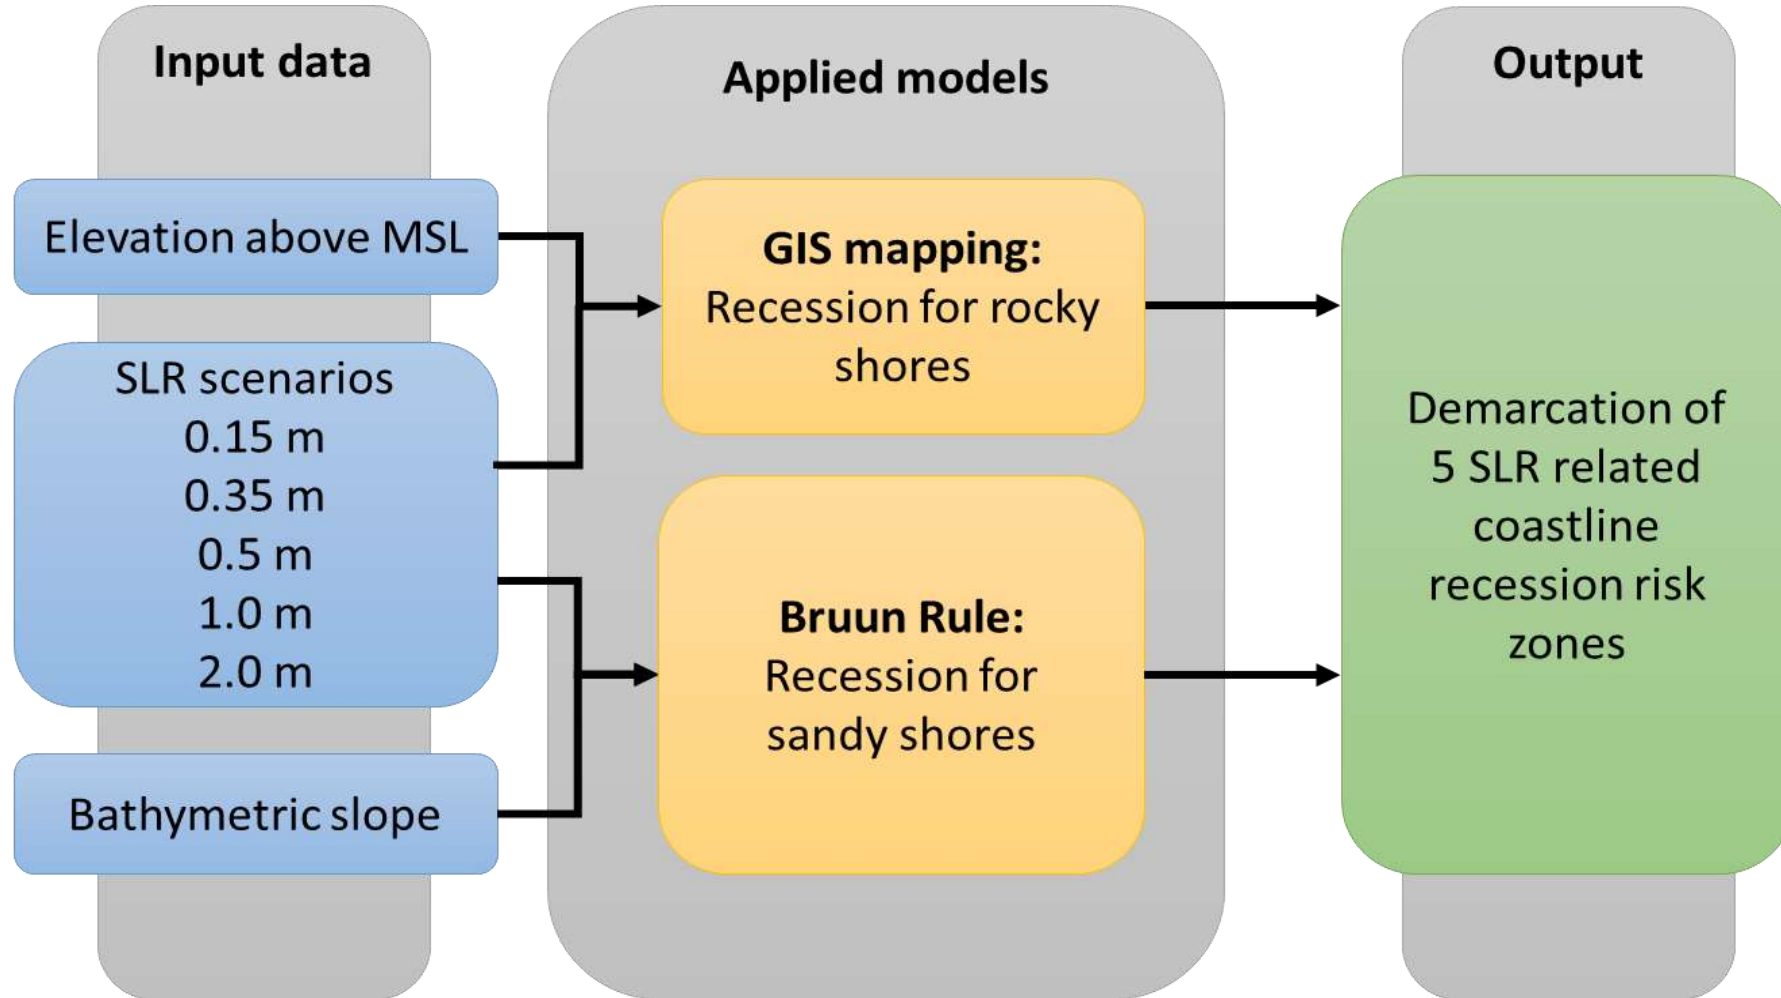 Input data
Elevation above MSL
SLR scenarios
0.15 m
0.35 m
0.5 m
1.0 m
2.0 m
Bathymetric slope
Applied models
GIS mapping:
Recession for rocky
shores
Bruun Rule:
Recession for
sandy shores
Output
Demarcation of
5 SLR related
coastline
recession risk
zones